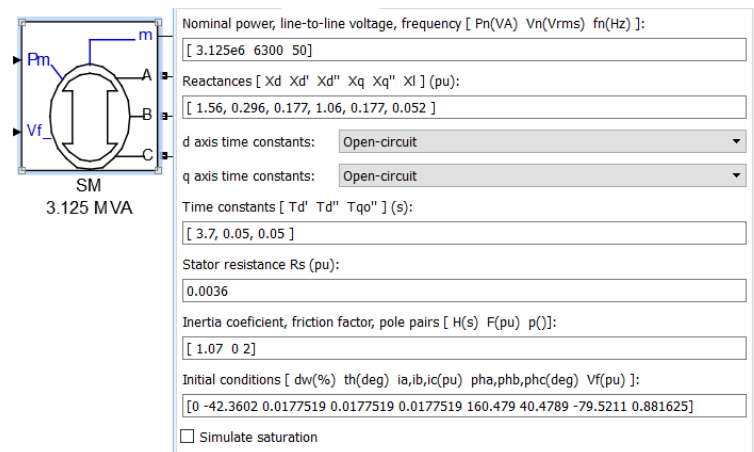 m
Pm
A
B
Vf_
C
SM
3.125 MVA
Nominal power, line-to-line voltage, frequency [ Pn(VA) Vn(Vrms) fn(Hz) ]:
[ 3.125e6 6300 50]
Reactances [ Xd Xd' Xd'' Xq Xq'' Xl ] (pu):
[ 1.56, 0.296, 0.177, 1.06, 0.177, 0.052 ]
d axis time constants: Open-circuit
q axis time constants: Open-circuit
Time constants [ Td' Td'' Tqo'' ] (s):
[ 3.7, 0.05, 0.05 ]
Stator resistance Rs (pu):
0.0036
Inertia coeficient, friction factor, pole pairs [ H(s) F(pu) p()]:
[ 1.07 0 2]
Initial conditions [ dw(%) th(deg) ia,ib,ic(pu) pha,phb,phc(deg) Vf(pu) ]:
[0 -42.3602 0.0177519 0.0177519 0.0177519 160.479 40.4789 -79.5211 0.881625]
Simulate saturation